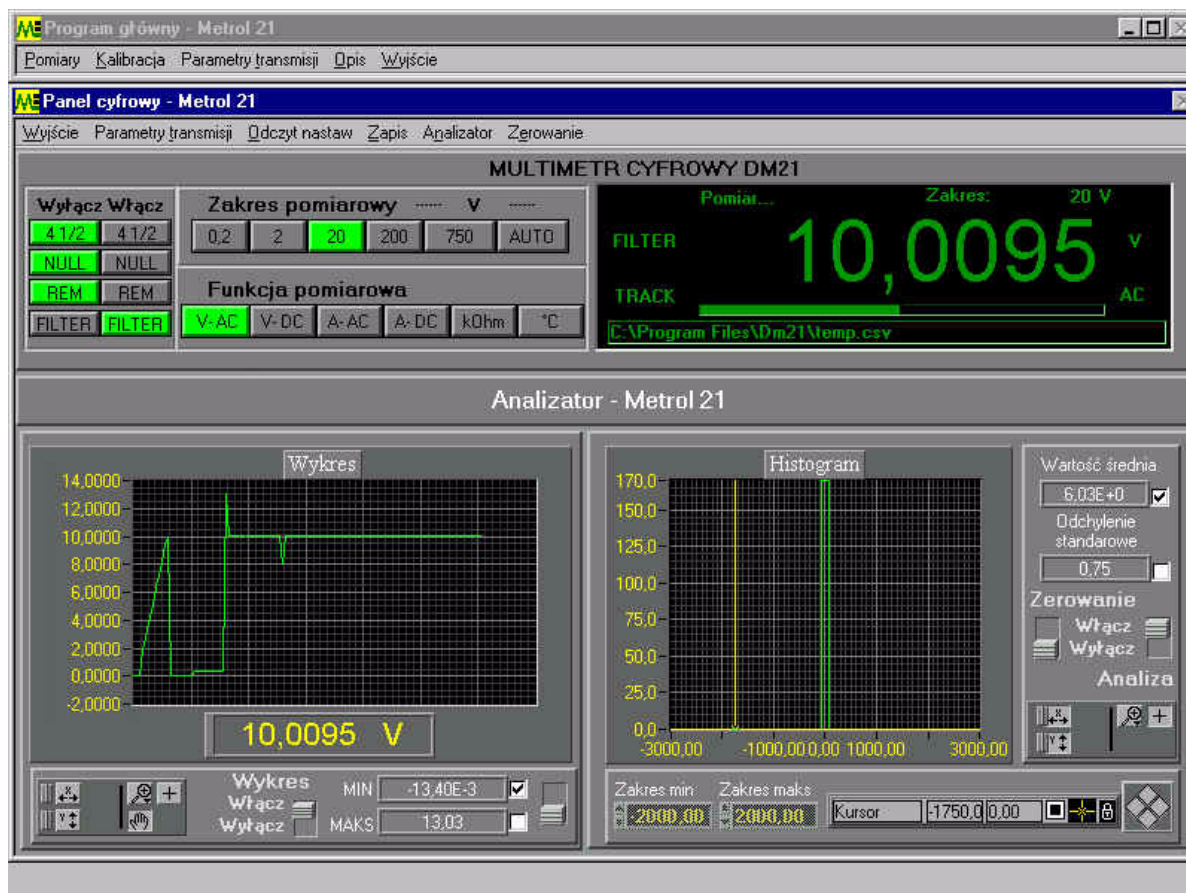 Program główny - Metrol 21
Pomiary Kalibracja Parametry transmisji Opis Wyjście
Panel cyfrowy - Metrol 21
Wyjście Parametry transmisji Odczyt nastaw Zapis Analizator Zerowanie
MULTIMETR CYFROWY DM21
Wyłącz Włącz
4 1/2 4 1/2
NULL NULL
REM REM
FILTER FILTER
Zakres pomiarowy ----- V -----
0,2 2 20 200 750 AUTO
Funkcja pomiarowa
V-AC V-DC A-AC A-DC kOhm °C
Pomiar... Zakres: 20 V
FILTER 10,0095 V
TRACK AC
C:\Program Files\Dm21\temp.csv
Analizator - Metrol 21
Wykres
14,0000
12,0000
10,0000
8,0000
6,0000
4,0000
2,0000
0,0000
-2,0000
10,0095 V
Wykres
Włącz
Wyłącz
MIN -13,40E-3
MAKS 13,03
Histogram
170,0
150,0
125,0
100,0
75,0
50,0
25,0
0,0
-3000,00 -1000,00 0,00 1000,00 3000,00
Wartość średnia
6,03E+0
Odchylenie
standarowe
0,75
Zerowanie
Włącz
Wyłącz
Analiza
Zakres min Zakres maks
-2000,00 2000,00
Kursor -1750,0 0,00